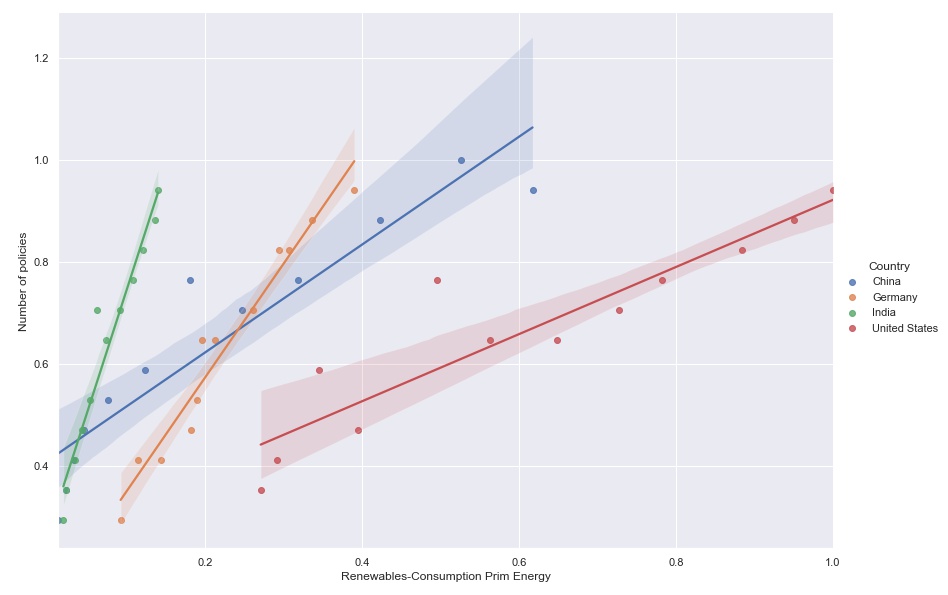 1.2
1.0
0.8
0.6
0.4
Number of policies
0.2
0.4
0.6
0.8
1.0
Renewables-Consumption Prim Energy
Country
China
Germany
India
United States